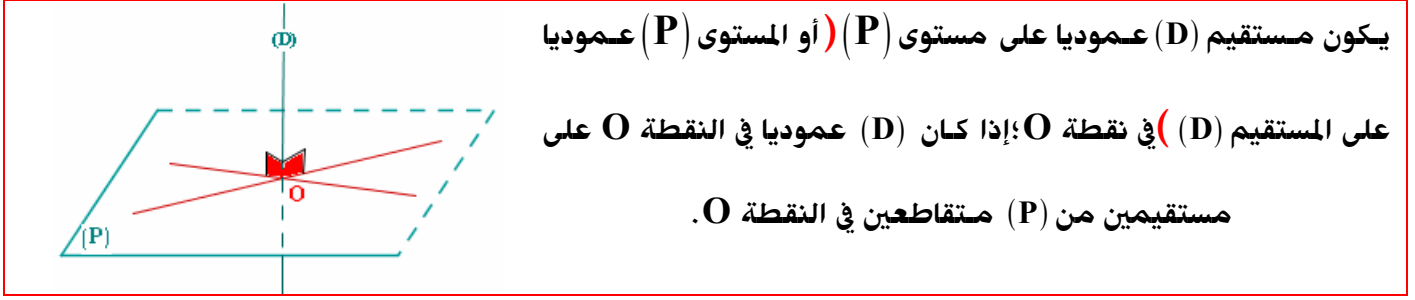 يكون مستقيم (D) عموديا على مستوى (P) ( أو المستوى (P) عموديا
على المستقيم (D) ) في نقطة O ؛إذا كان (D) عموديا في النقطة O على
مستقيمين من (P) متقاطعين في النقطة O.
(D)
O
(P)